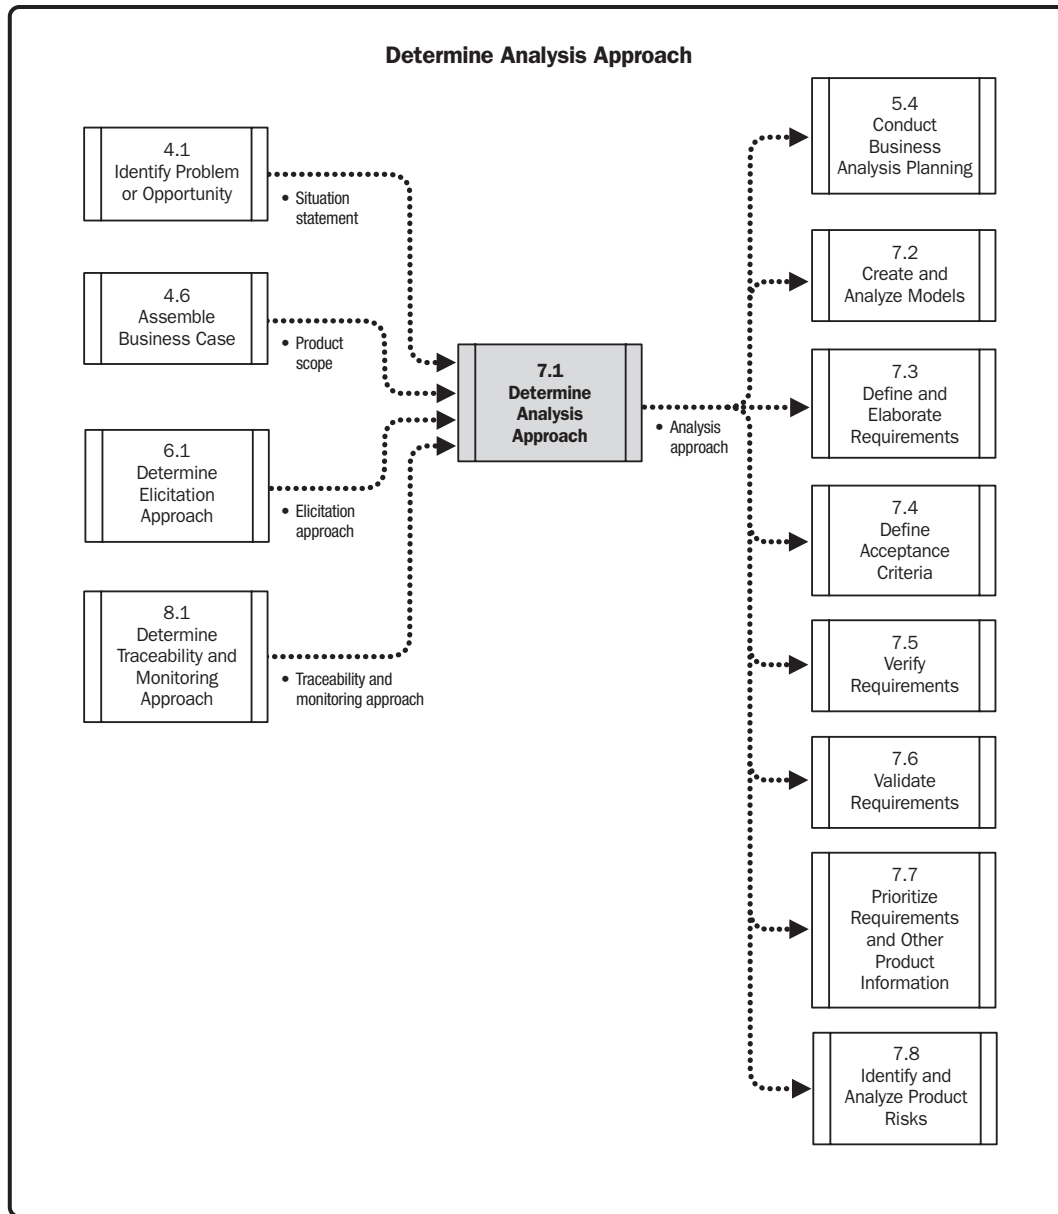 Determine Analysis Approach
4.1
Identify Problem
or Opportunity
• Situation
statement
4.6
Assemble
Business Case
• Product
scope
6.1
Determine
Elicitation
Approach
• Elicitation
approach
8.1
Determine
Traceability and
Monitoring
Approach
• Traceability and
monitoring approach
7.1
Determine
Analysis
Approach
• Analysis
approach
5.4
Conduct
Business
Analysis Planning
7.2
Create and
Analyze Models
7.3
Define and
Elaborate
Requirements
7.4
Define
Acceptance
Criteria
7.5
Verify
Requirements
7.6
Validate
Requirements
7.7
Prioritize
Requirements
and Other
Product
Information
7.8
Identify and
Analyze Product
Risks